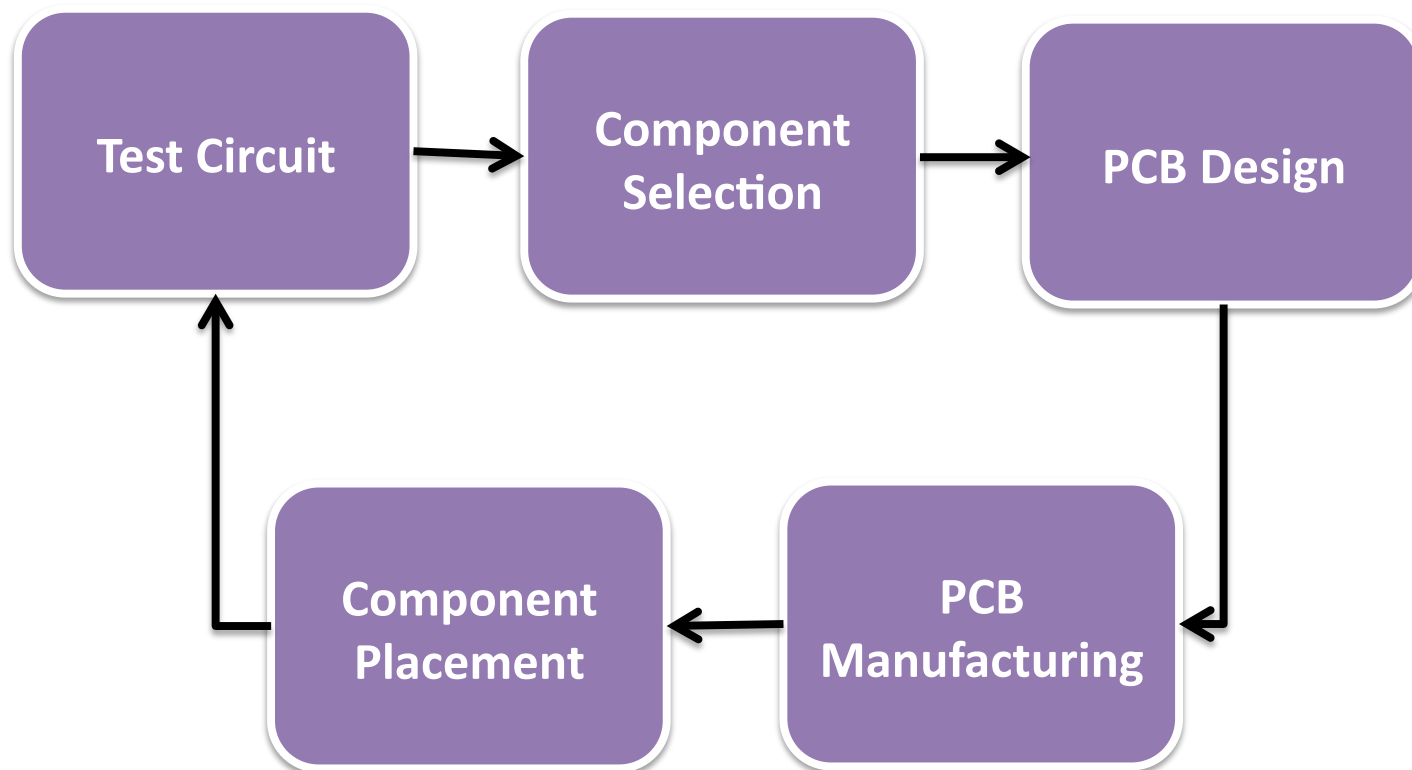 Test Circuit
Component
Selection
PCB Design
Component
Placement
PCB
Manufacturing